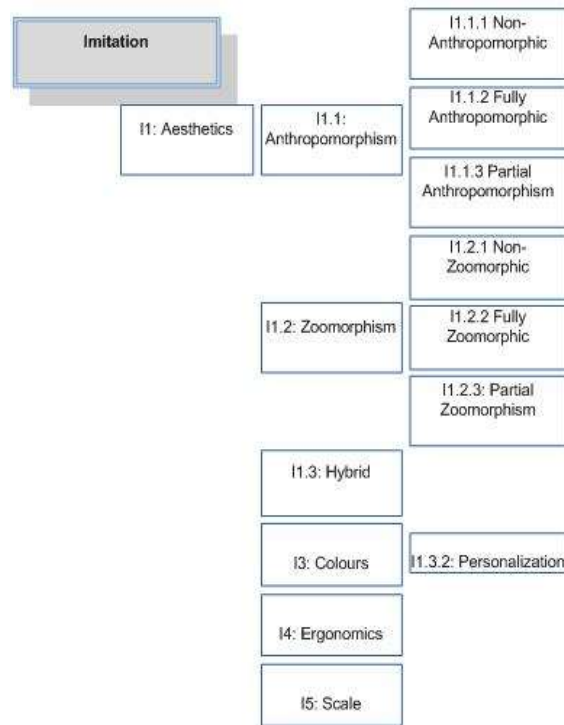 Imitation
I1: Aesthetics
I1.1:
Anthropomorphism
I1.1.1 Non-
Anthropomorphic
I1.1.2 Fully
Anthropomorphic
I1.1.3 Partial
Anthropomorphism
I1.2: Zoomorphism
I1.2.1 Non-
Zoomorphic
I1.2.2 Fully
Zoomorphic
I1.2.3: Partial
Zoomorphism
I1.3: Hybrid
I3: Colours
I1.3.2: Personalization
I4: Ergonomics
I5: Scale